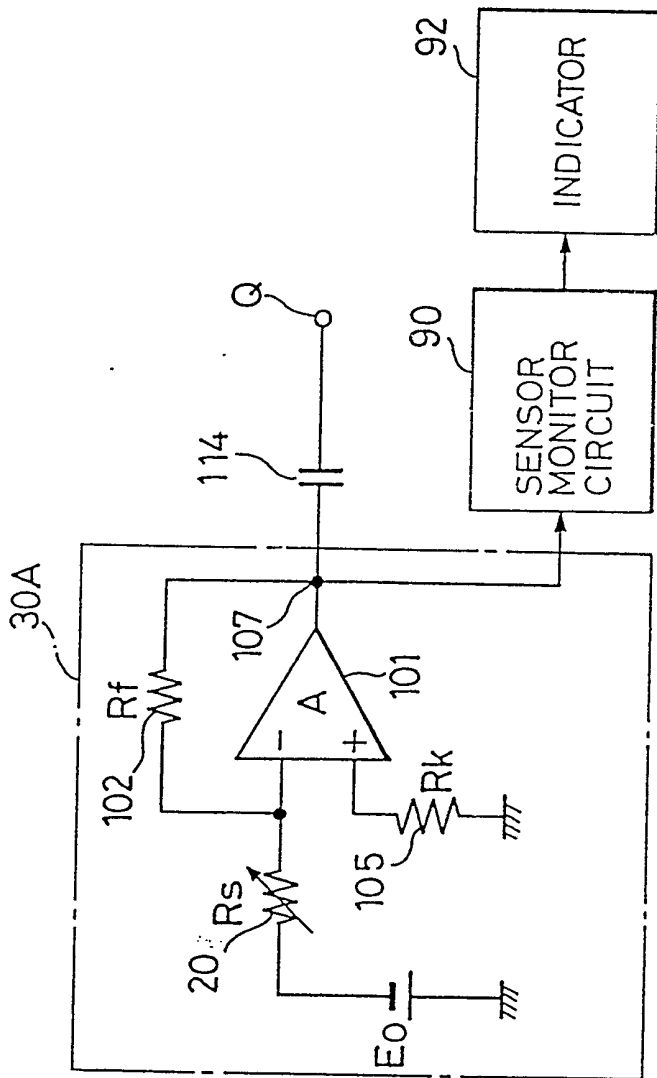 30A
Rf
102
107
114
Q
A
−
+
101
Rs
20
Rk
105
Eo
90
SENSOR
MONITOR
CIRCUIT
92
INDICATOR